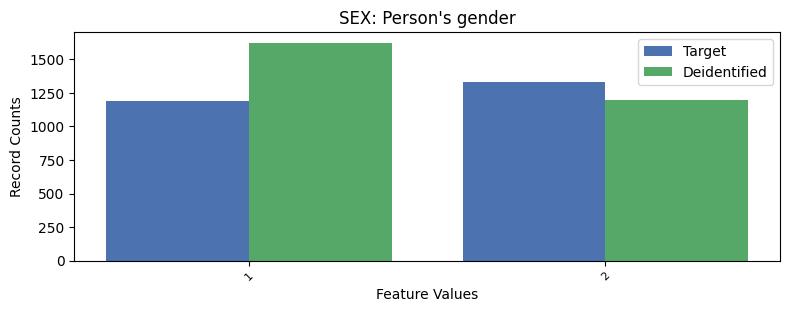 SEX: Person's gender
Record Counts
1500
1250
1000
750
500
250
0
Target
Deidentified
1
2
Feature Values